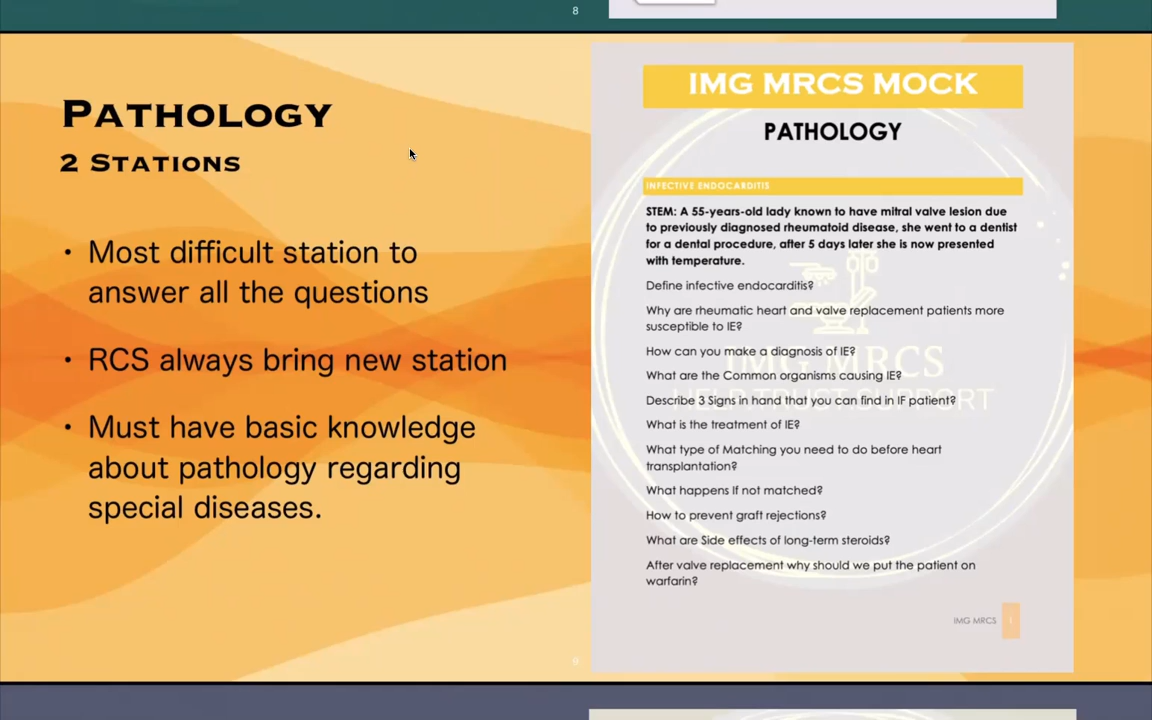 8
PATHOLOGY
2 STATIONS
• Most difficult station to
answer all the questions
• RCS always bring new station
• Must have basic knowledge
about pathology regarding
special diseases.
IMG MRCS MOCK
PATHOLOGY
INFECTIVE ENDOCARDITIS
STEM: A 55-years-old lady known to have mitral valve lesion due
to previously diagnosed rheumatoid disease, she went to a dentist
for a dental procedure, after 5 days later she is now presented
with temperature.
Define infective endocarditis?
Why are rheumatic heart and valve replacement patients more
susceptible to IE?
How can you make a diagnosis of IE?
What are the Common organisms causing IE?
Describe 3 Signs in hand that you can find in IF patient?
What is the treatment of IE?
What type of Matching you need to do before heart
transplantation?
What happens If not matched?
How to prevent graft rejections?
What are Side effects of long-term steroids?
After valve replacement why should we put the patient on
warfarin?
IMG MRCS
HELP.TRUST.SUPPORT
IMG MRCS 1
9